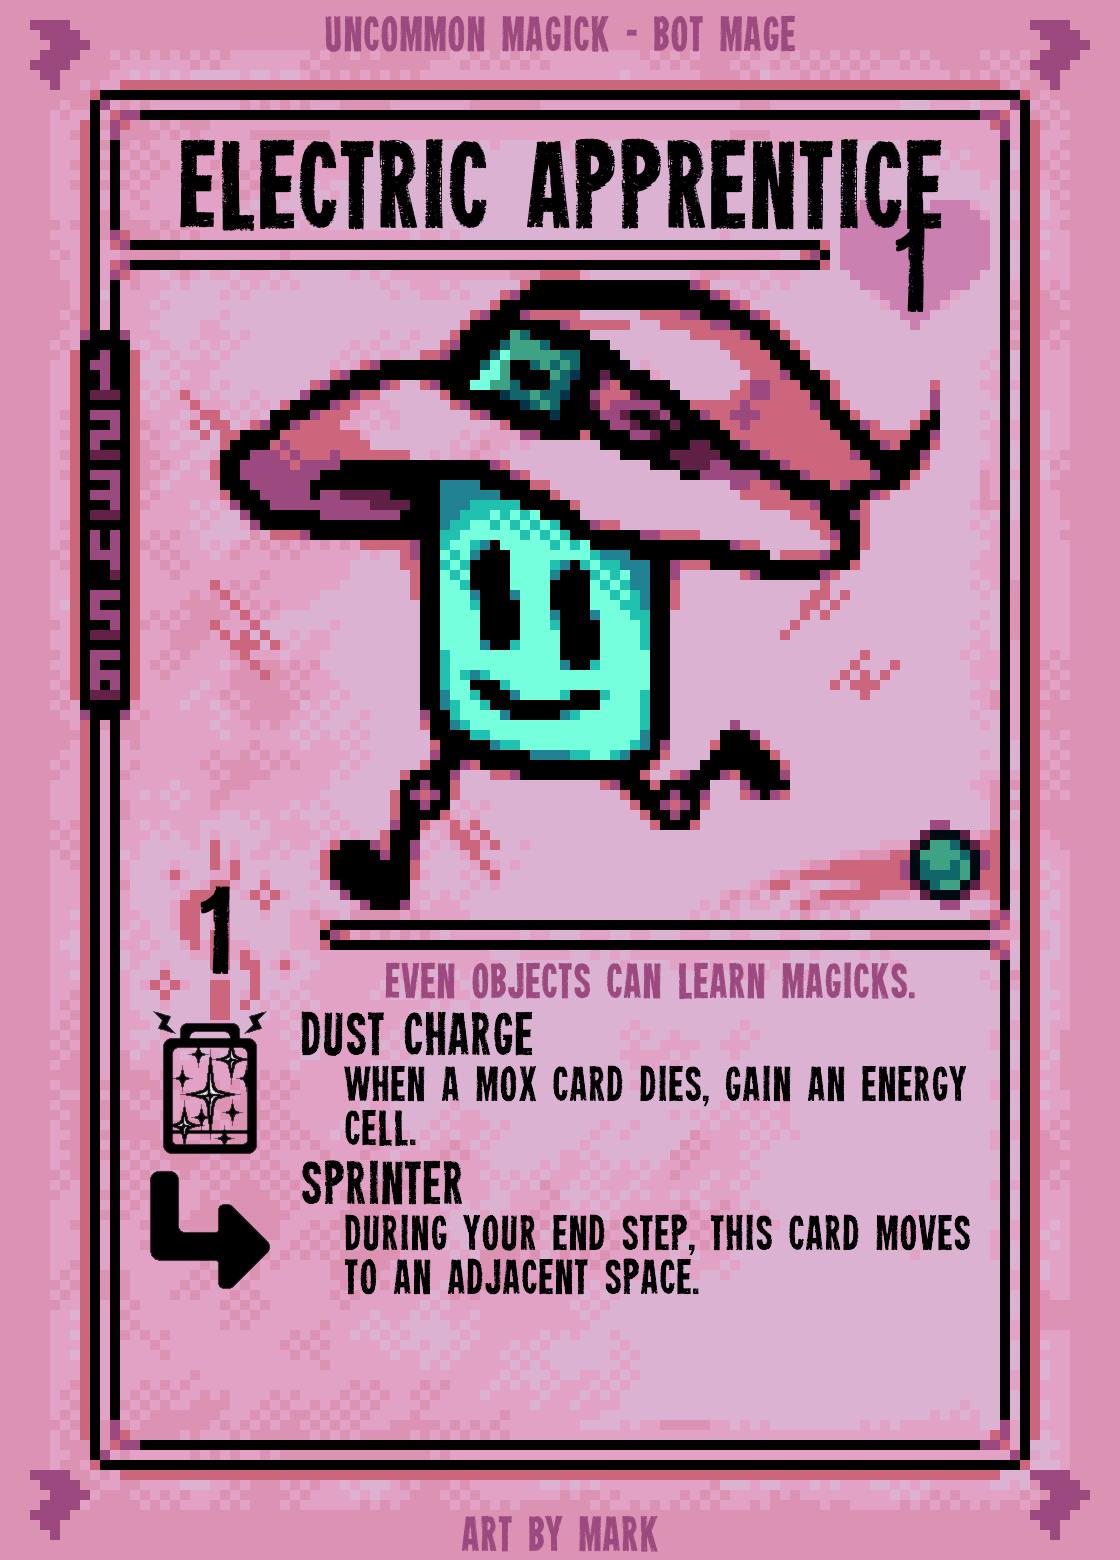 UNCOMMON MAGICK - BOT MAGE
ELECTRIC APPRENTICE
1
1
2
3
4
5
6
1
EVEN OBJECTS CAN LEARN MAGICKS.
DUST CHARGE
WHEN A MOX CARD DIES, GAIN AN ENERGY
CELL.
SPRINTER
DURING YOUR END STEP, THIS CARD MOVES
TO AN ADJACENT SPACE.
ART BY MARK